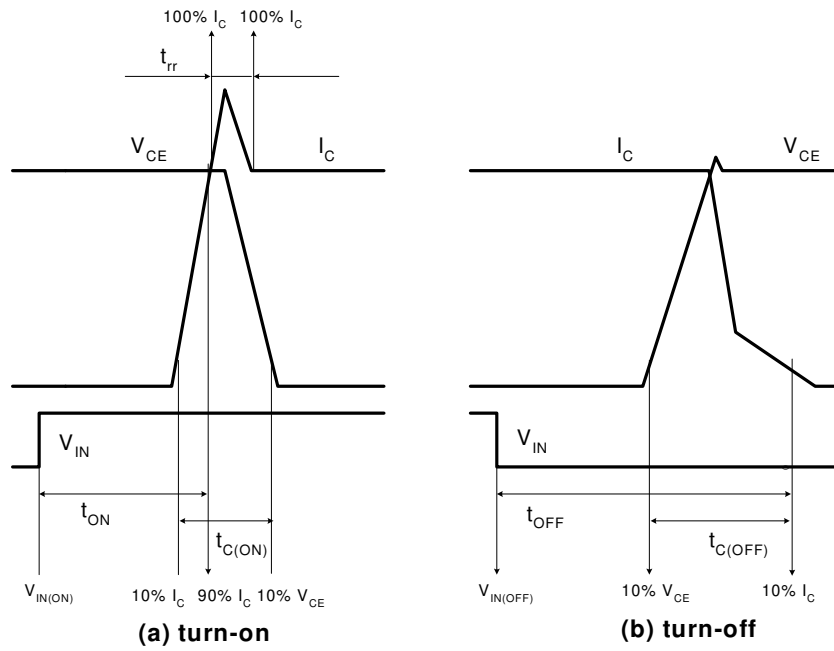 100% I_C 100% I_C
t_rr
V_CE I_C
I_C V_CE
V_IN
V_IN
t_ON
t_OFF
t_C(ON)
t_C(OFF)
V_IN(ON) 10% I_C 90% I_C 10% V_CE
V_IN(OFF) 10% V_CE 10% I_C
(a) turn-on
(b) turn-off